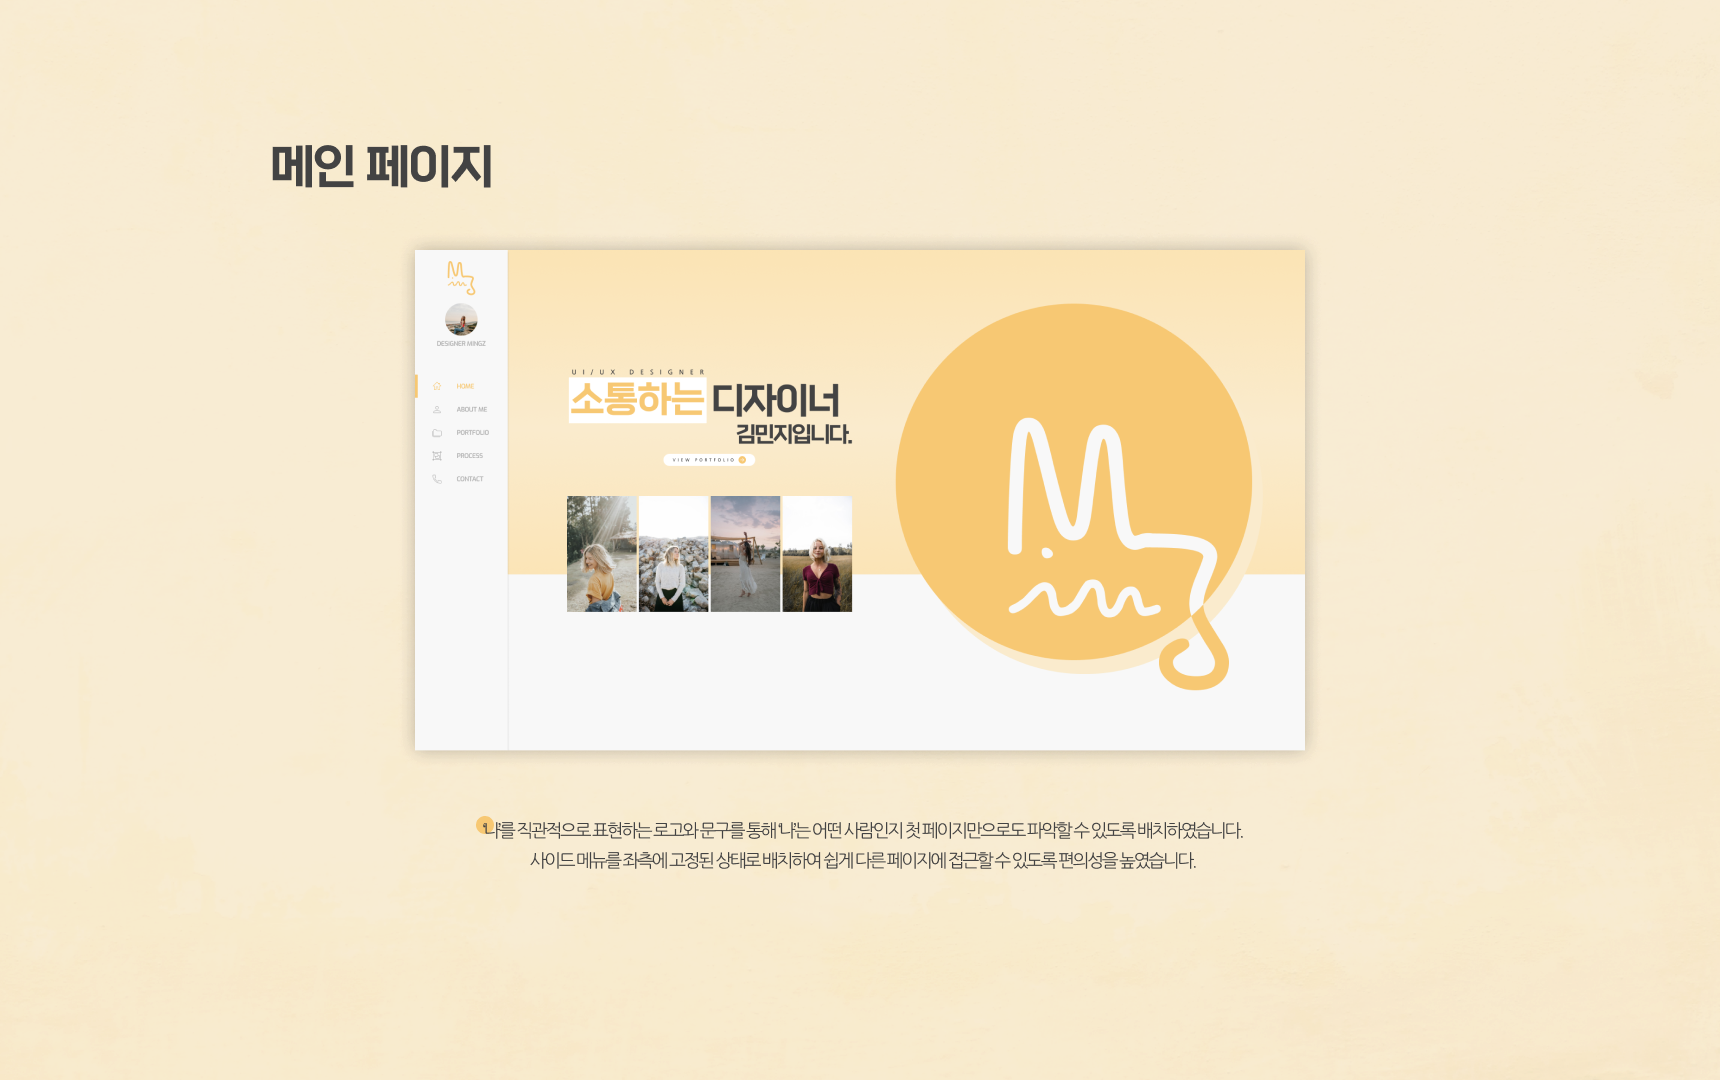 메인 페이지
Ming
DESIGNER MINGZ
HOME
ABOUT ME
PORTFOLIO
PROCESS
CONTACT
UI/UX DESIGNER
소통하는 디자이너
김민지입니다.
VIEW PORTFOLIO
Ming
‘나’를 직관적으로 표현하는 로고와 문구를 통해 ‘나’는 어떤 사람인지 첫 페이지만으로도 파악할 수 있도록 배치하였습니다.
사이드 메뉴를 좌측에 고정된 상태로 배치하여 쉽게 다른 페이지에 접근할 수 있도록 편의성을 높였습니다.